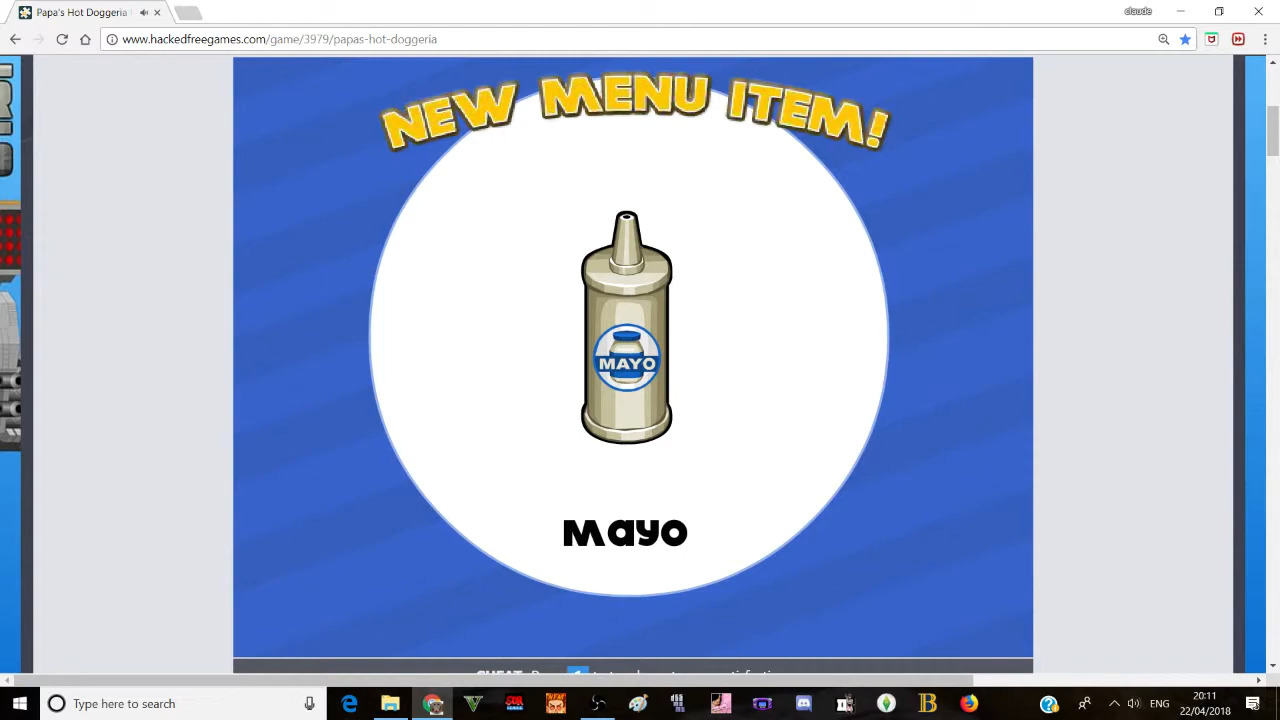 Papa's Hot Doggeria
claude
www.hackedfreegames.com/game/3979/papas-hot-doggeria
NEW MENU ITEM!
MAYO
Mayo
Type here to search
ENG
20:11
22/04/2018